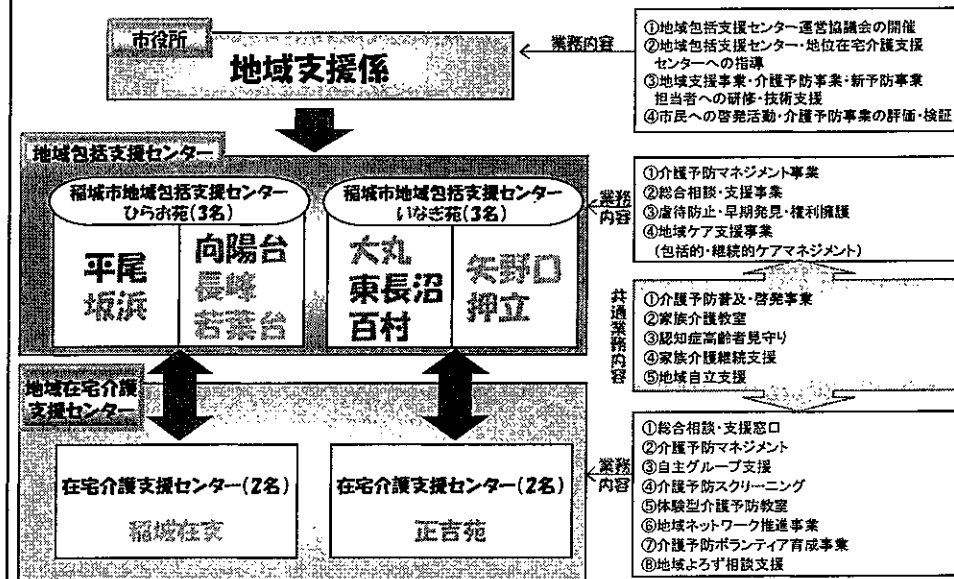 市役所
地域支援係
業務内容
①地域包括支援センター運営協議会の開催
②地域包括支援センター・地位在宅介護支援
センターへの指導
③地域支援事業・介護予防事業・新予防事業
担当者への研修・技術支援
④市民への啓発活動・介護予防事業の評価・検証
地域包括支援センター
稲城市地域包括支援センター
ひらお苑(3名)
平尾
坂浜
向陽台
長峰
若葉台
稲城市地域包括支援センター
いなぎ苑(3名)
大丸
東長沼
百村
矢野口
押立
業務
内容
①介護予防マネジメント事業
②総合相談・支援事業
③虐待防止・早期発見・権利擁護
④地域ケア支援事業
(包括的・継続的ケアマネジメント)
共通業務内容
①介護予防普及・啓発事業
②家族介護教室
③認知症高齢者見守り
④家族介護継続支援
⑤地域自立支援
地域在宅介護
支援センター
在宅介護支援センター(2名)
稲城在支
在宅介護支援センター(2名)
正吉苑
業務
内容
①総合相談・支援窓口
②介護予防マネジメント
③自主グループ支援
④介護予防スクリーニング
⑤体験型介護予防教室
⑥地域ネットワーク推進事業
⑦介護予防ボランティア育成事業
⑧地域よろず相談支援